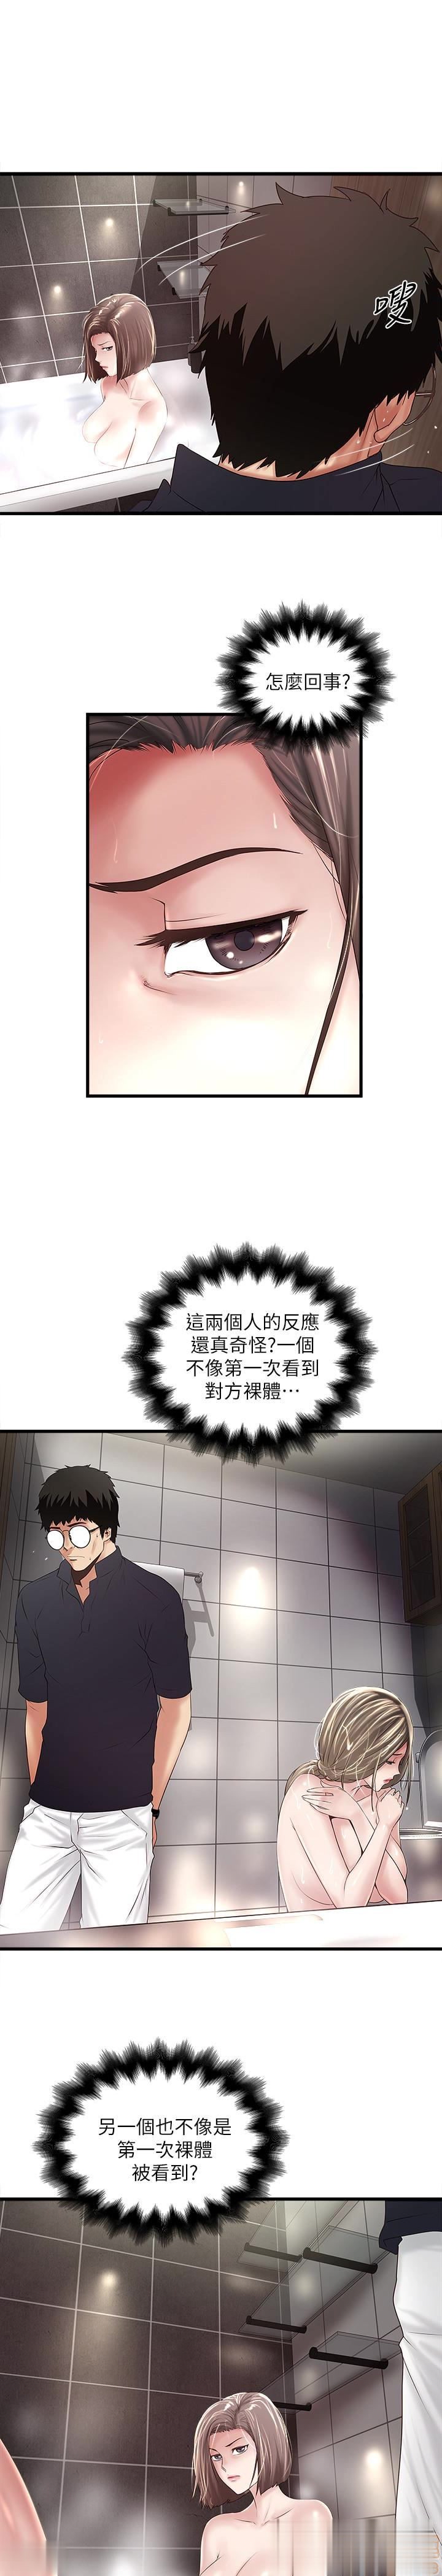 嗖
怎麼回事?
這兩個人的反應
還真奇怪?一個
不像第一次看到
對方裸體…
另一個也不像是
第一次裸體
被看到?